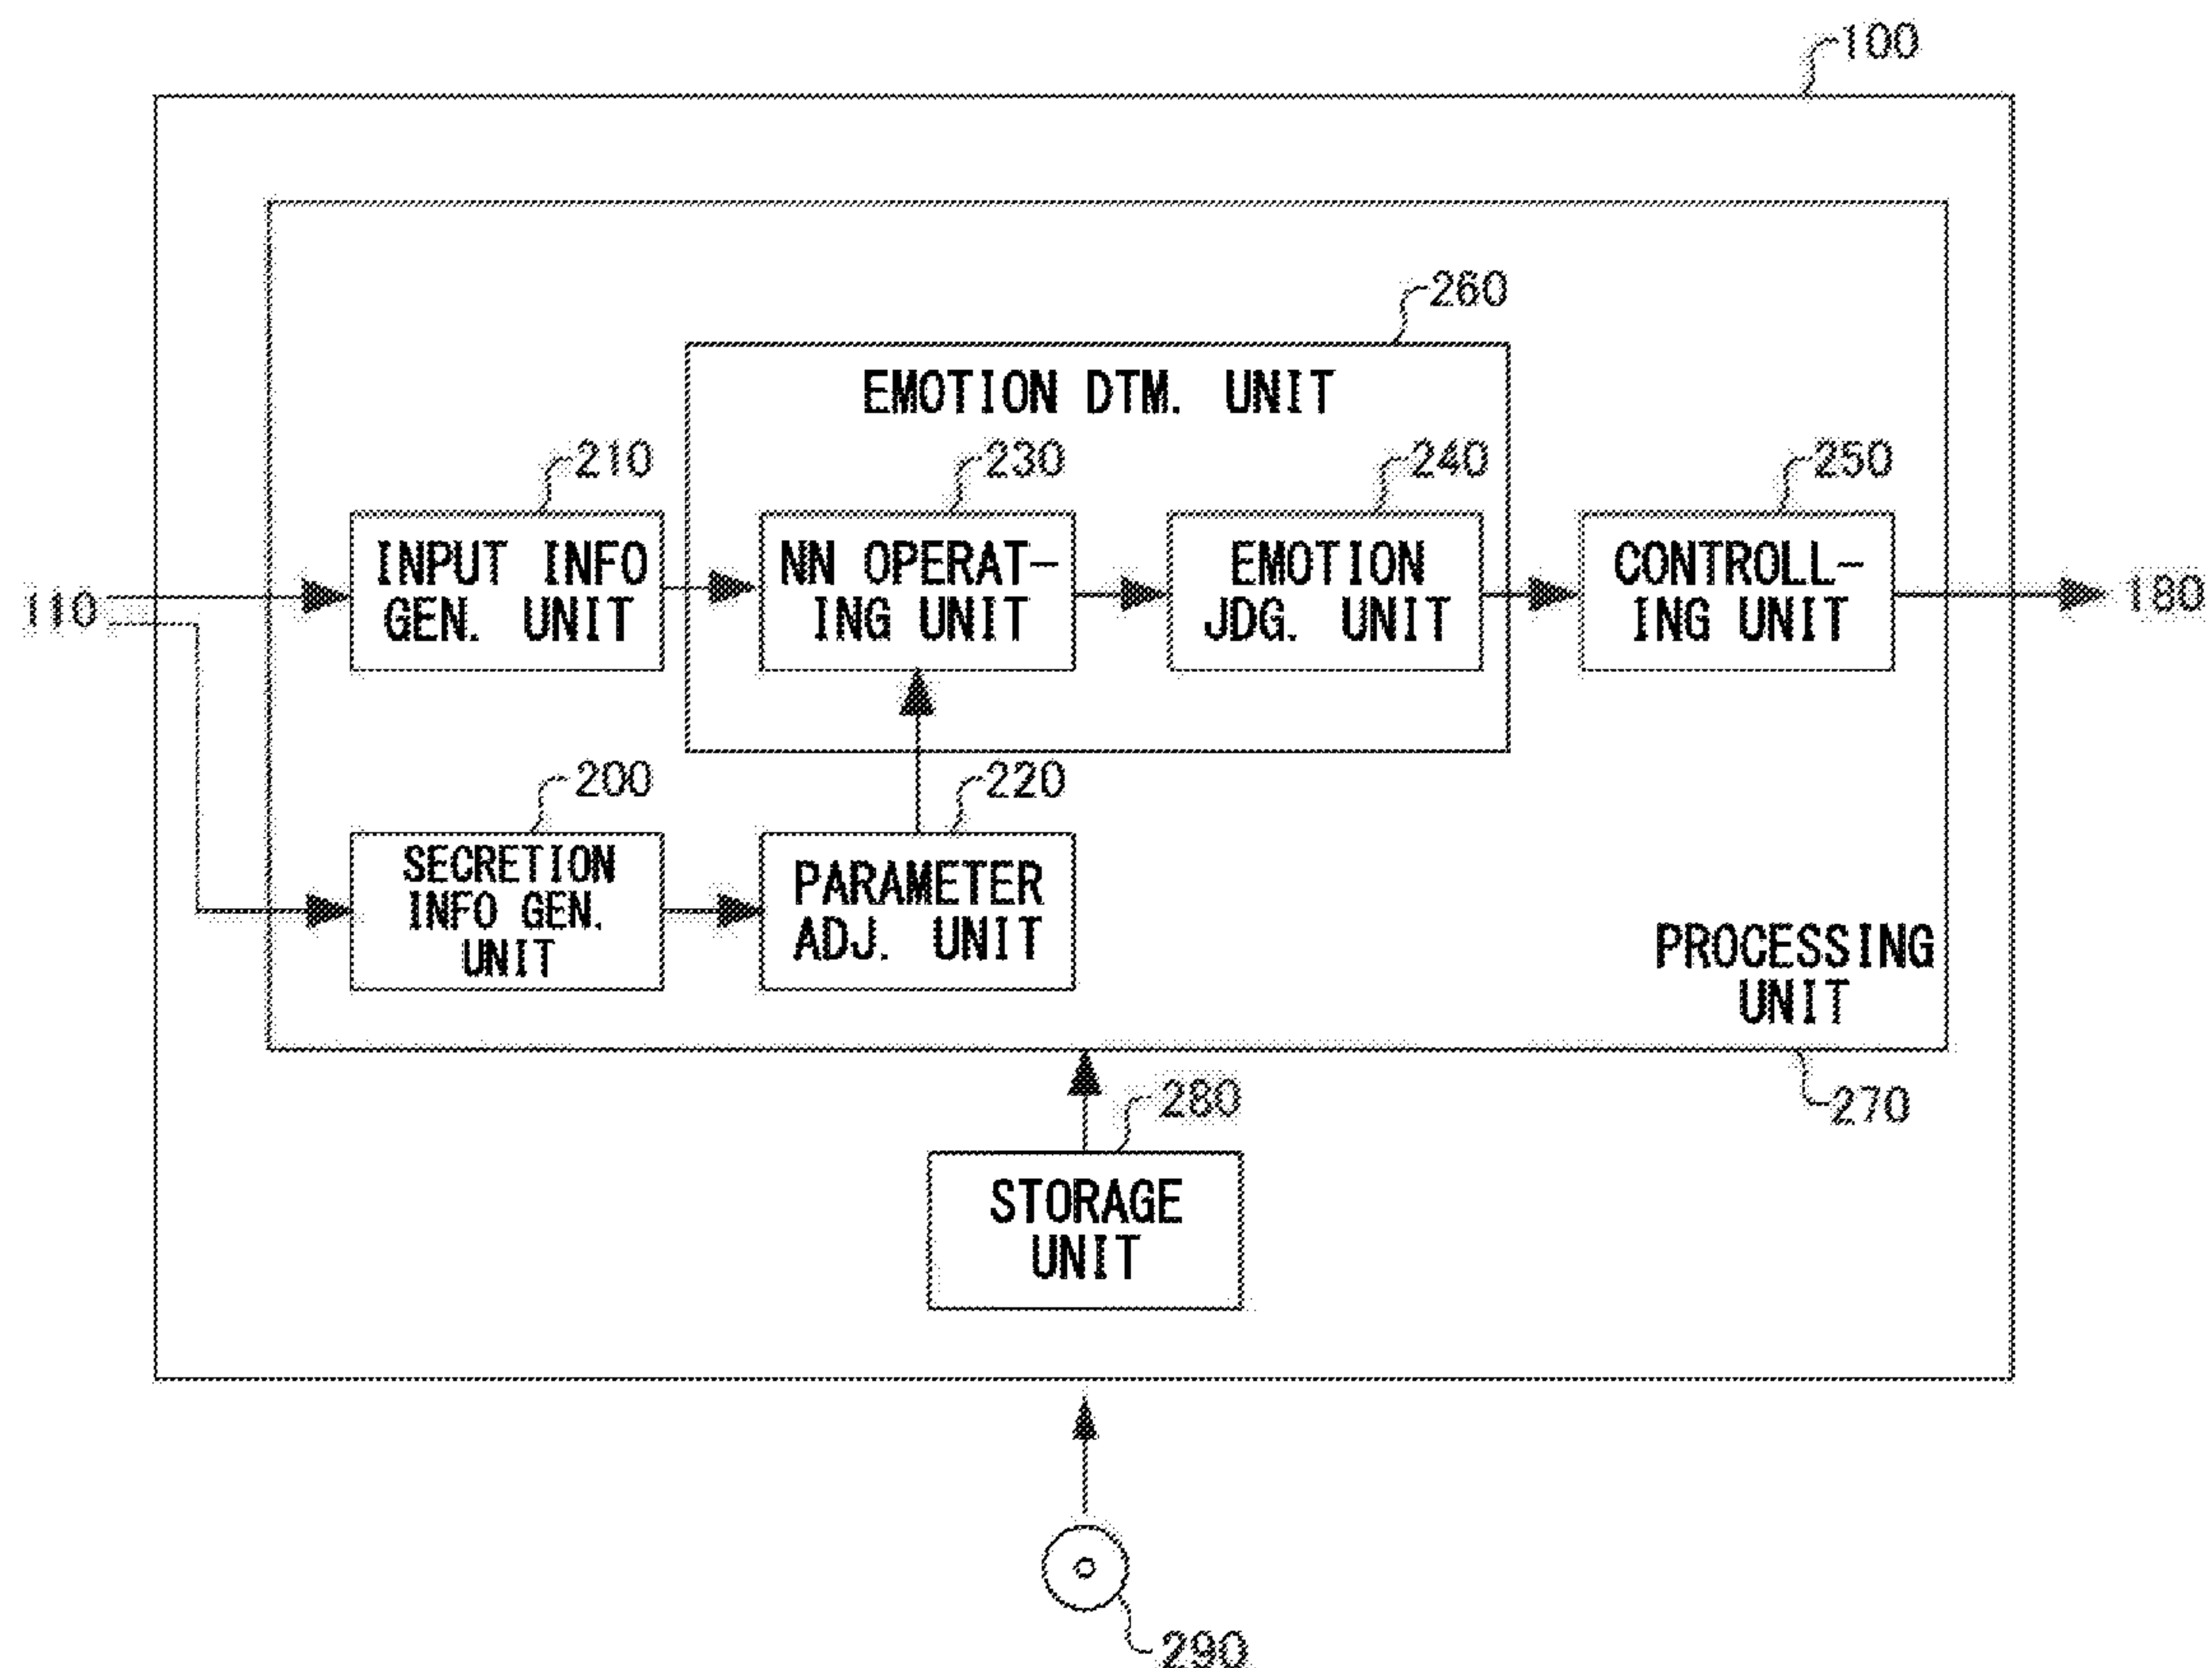 100
260
EMOTION DTM. UNIT
210
230
240
250
INPUT INFO
GEN. UNIT
NN OPERAT-
ING UNIT
EMOTION
JDG. UNIT
CONTROLL-
ING UNIT
110
180
200
220
SECRETION
INFO GEN.
UNIT
PARAMETER
ADJ. UNIT
PROCESSING
UNIT
270
280
STORAGE
UNIT
290